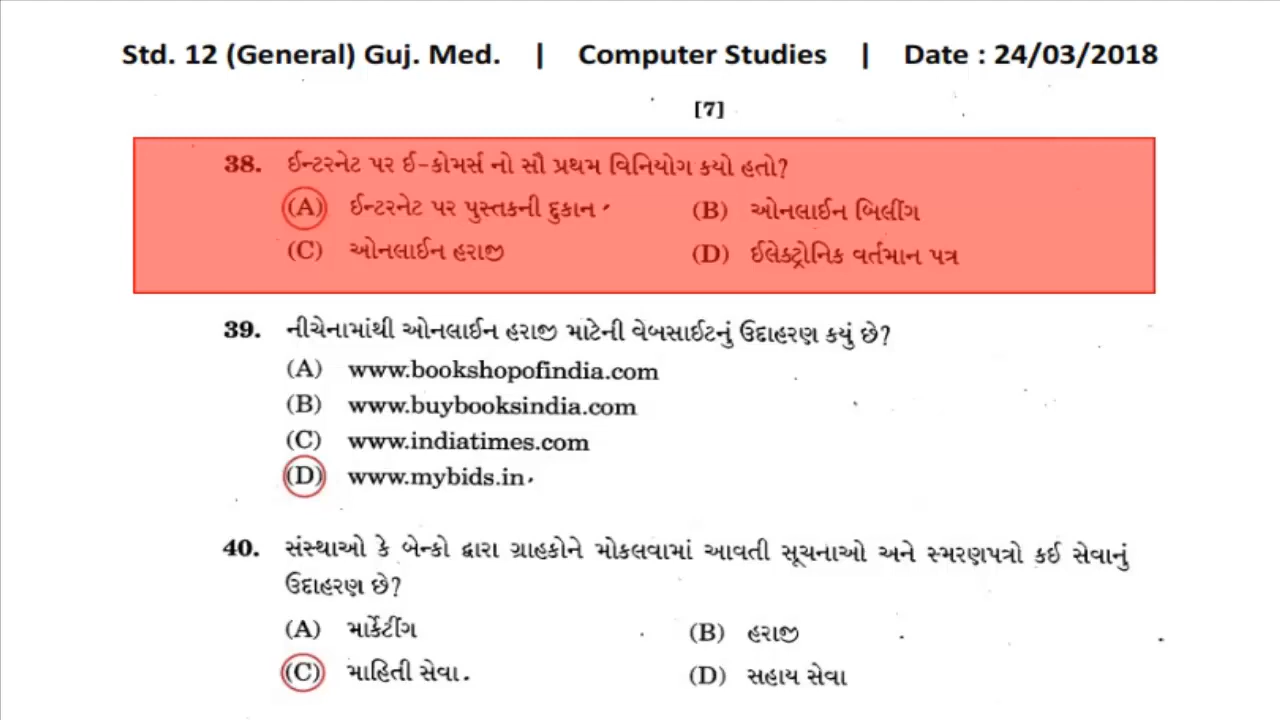 Std. 12 (General) Guj. Med. | Computer Studies | Date : 24/03/2018
[7]
38. ઈન્ટરનેટ પર ઈ-કોમર્સ નો સૌ પ્રથમ વિનિયોગ કયો હતો?
(A) ઈન્ટરનેટ પર પુસ્તકની દુકાન (B) ઓનલાઈન બિલીંગ
(C) ઓનલાઈન હરાજી (D) ઈલેક્ટ્રોનિક વર્તમાન પત્ર
39. નીચેનામાંથી ઓનલાઈન હરાજી માટેની વેબસાઈટનું ઉદાહરણ કયું છે?
(A) www.bookshopofindia.com
(B) www.buybooksindia.com
(C) www.indiatimes.com
(D) www.mybids.in
40. સંસ્થાઓ કે બેન્કો દ્વારા ગ્રાહકોને મોકલવામાં આવતી સૂચનાઓ અને સ્મરણપત્રો કઈ સેવાનું
ઉદાહરણ છે?
(A) માર્કેટીંગ (B) હરાજી
(C) માહિતી સેવા. (D) સહાય સેવા